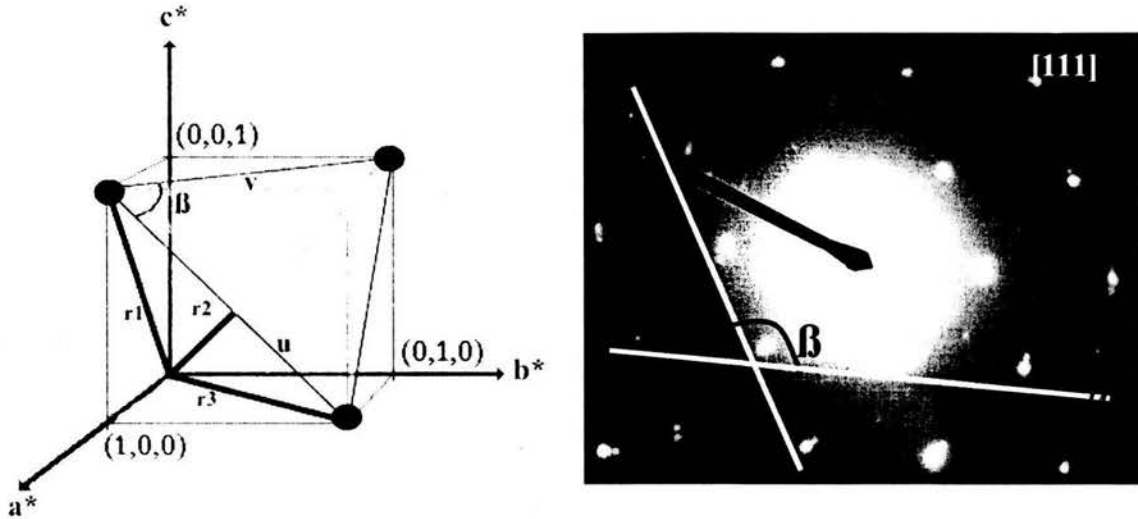 c*
(0,0,1)
v
ß
r1
r2
u
(0,1,0)
b*
r3
(1,0,0)
a*
[111]
ß